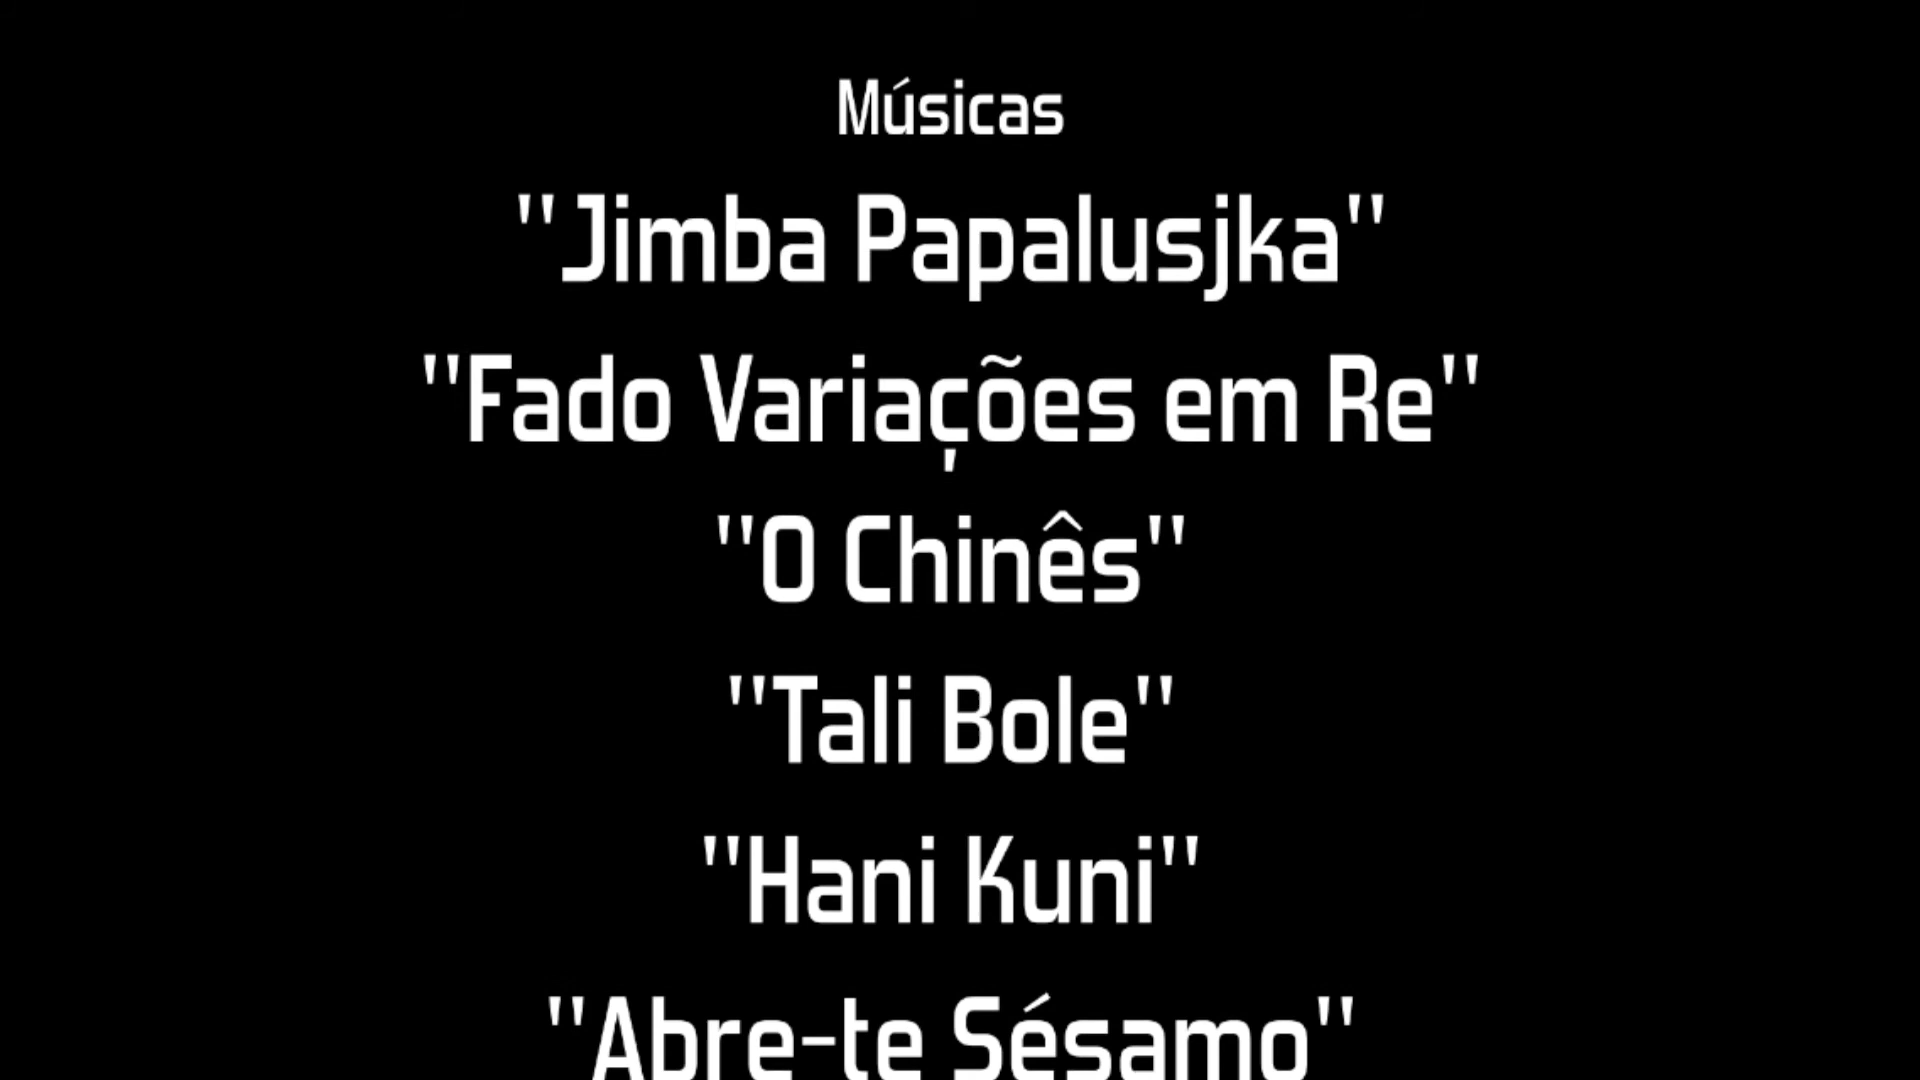 Músicas
"Jimba Papalusjka"
"Fado Variações em Re"
"O Chinês"
"Tali Bole"
"Hani Kuni"
"Abre-te Sésamo"